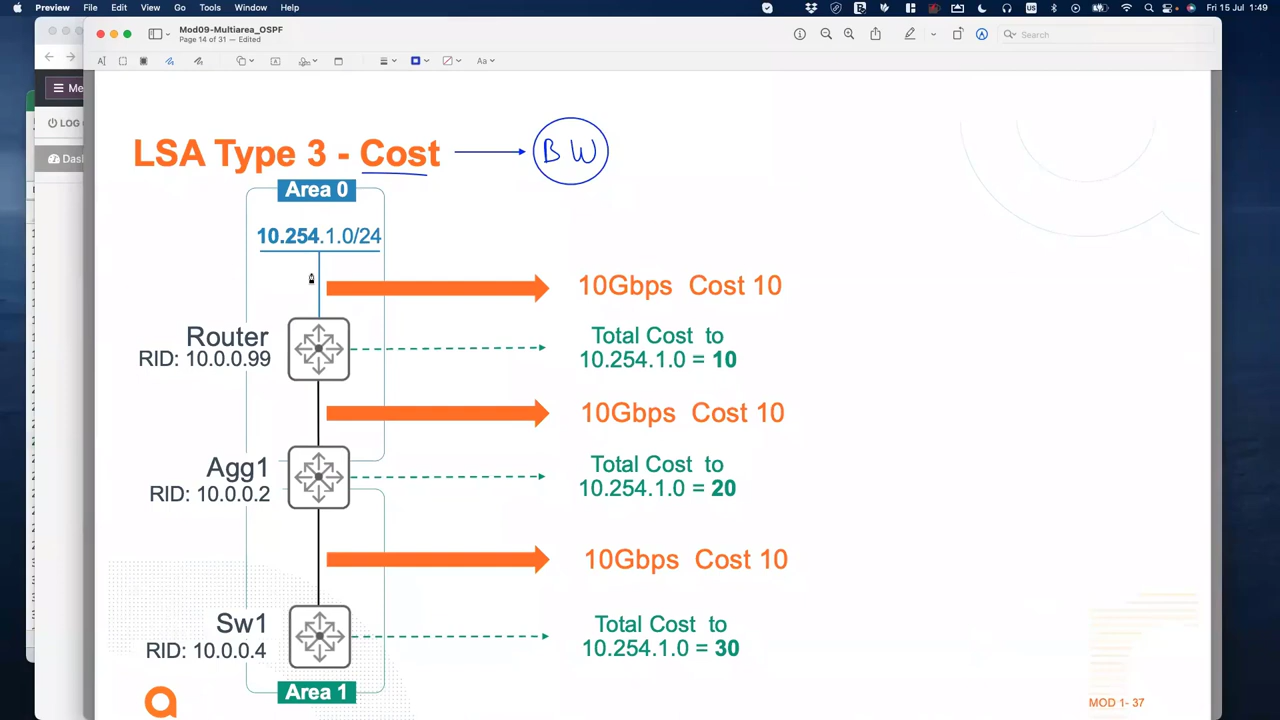 Preview File Edit View Go Tools Window Help
US
Fri 15 Jul 1:49
Mod09-Multiarea_OSPF
Page 14 of 31 — Edited
Search
Aa
Me
LOG
Dash
LSA Type 3 - Cost
B W
Area 0
10.254.1.0/24
10Gbps Cost 10
Router
RID: 10.0.0.99
Total Cost to
10.254.1.0 = 10
10Gbps Cost 10
Agg1
RID: 10.0.0.2
Total Cost to
10.254.1.0 = 20
10Gbps Cost 10
Sw1
RID: 10.0.0.4
Total Cost to
10.254.1.0 = 30
Area 1
MOD 1- 37